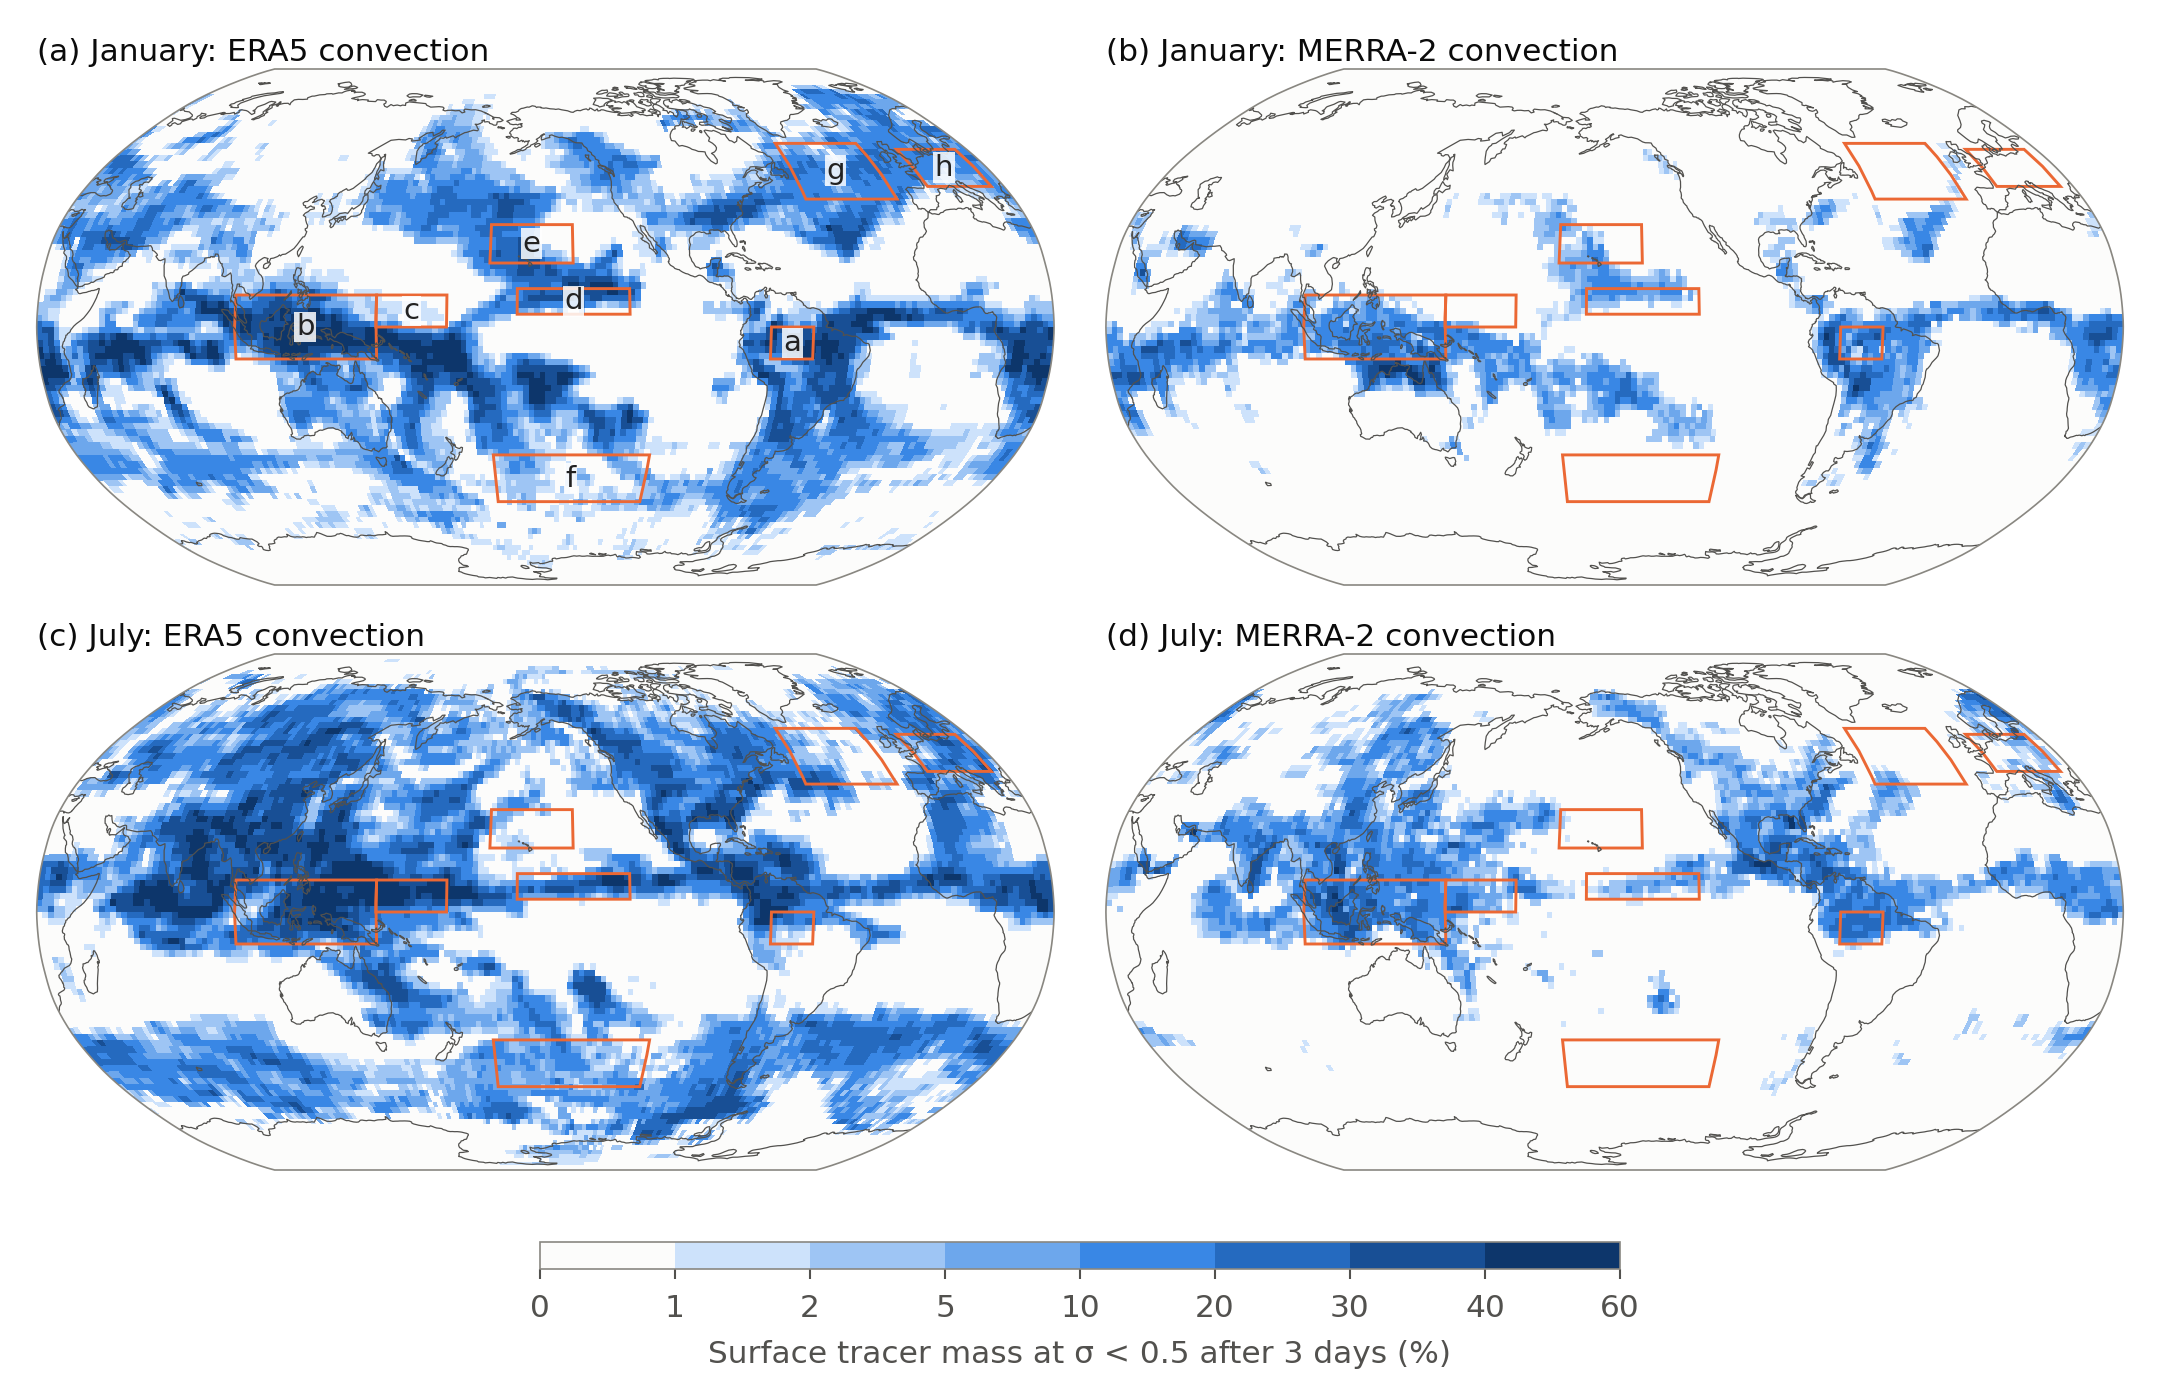 (a) January: ERA5 convection
(b) January: MERRA-2 convection
g
h
e
d
c
b
a
f
(c) July: ERA5 convection
(d) July: MERRA-2 convection
0 1 2 5 10 20 30 40 60
Surface tracer mass at σ < 0.5 after 3 days (%)